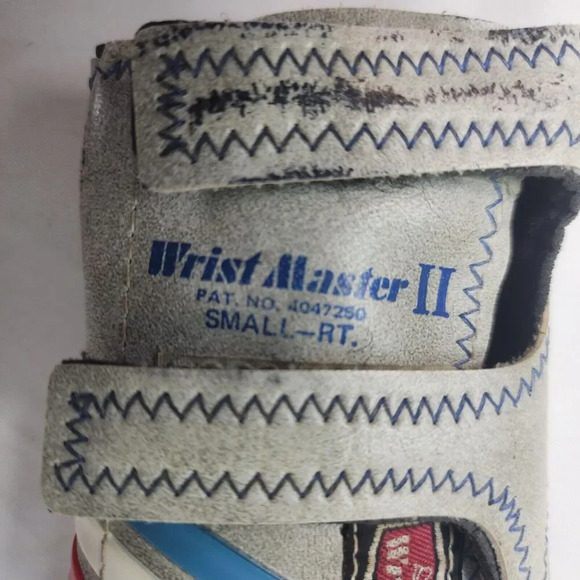 Wrist Master II
PAT. NO. 4047250
SMALL-RT.